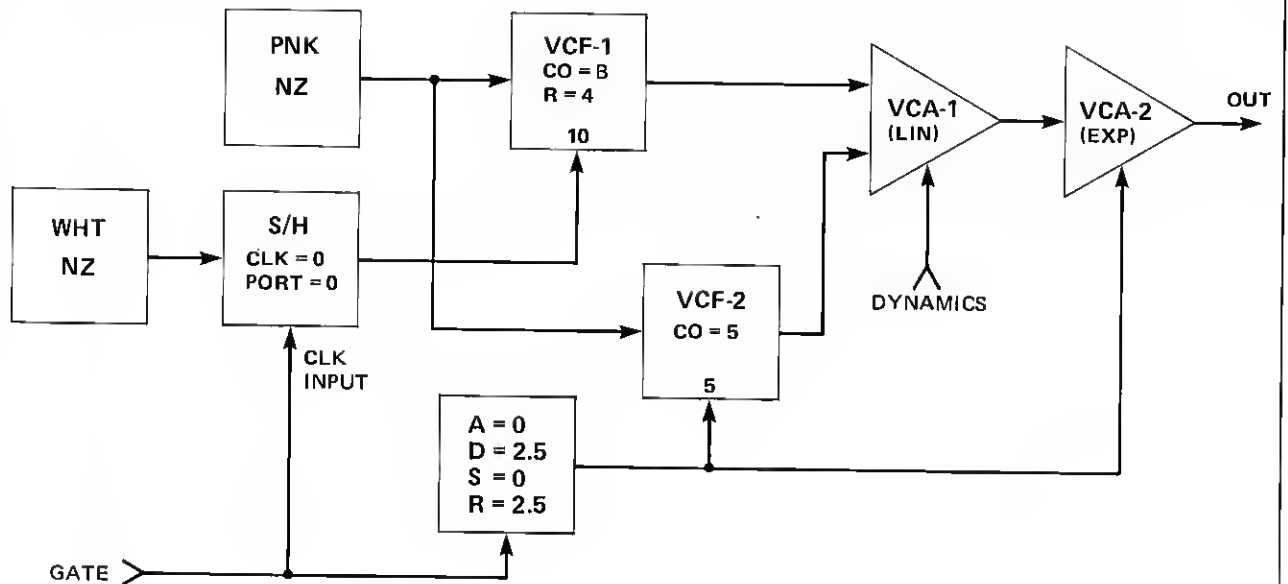 PNK
NZ
VCF-1
CO = B
R = 4
10
VCA-1
(LIN)
VCA-2
(EXP)
OUT
WHT
NZ
S/H
CLK = 0
PORT = 0
CLK
INPUT
VCF-2
CO = 5
5
DYNAMICS
A = 0
D = 2.5
S = 0
R = 2.5
GATE